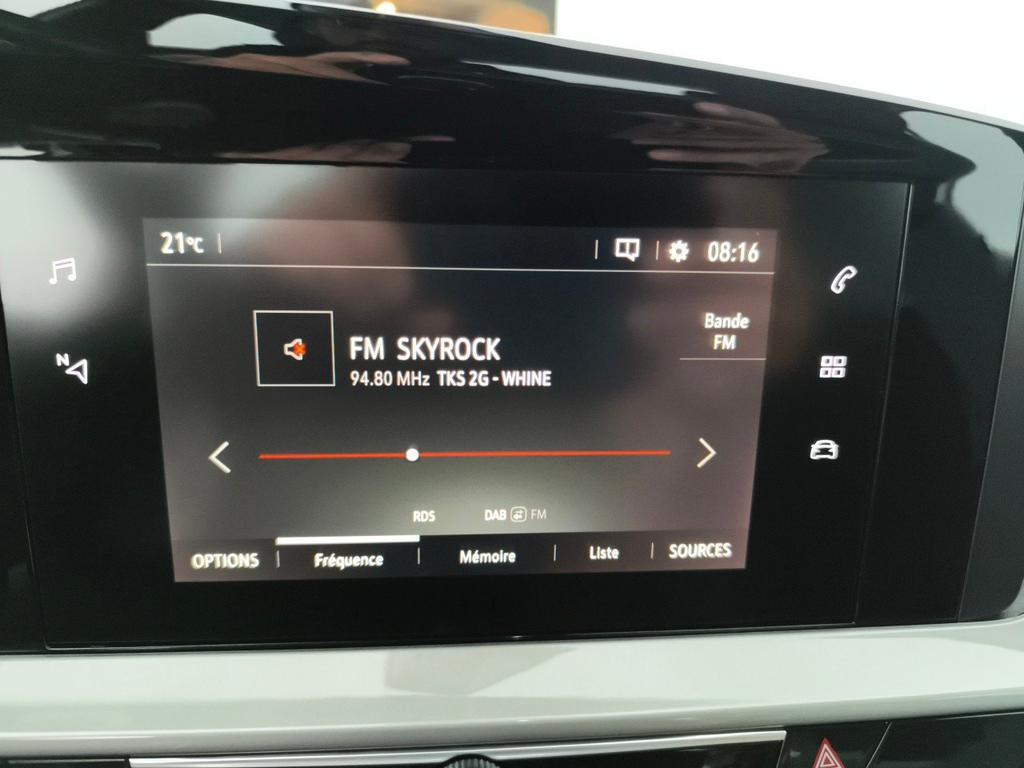 21°C
08:16
Bande
FM
FM SKYROCK
94.80 MHz TKS 2G - WHINE
N
RDS DAB FM
OPTIONS Fréquence Mémoire Liste SOURCES